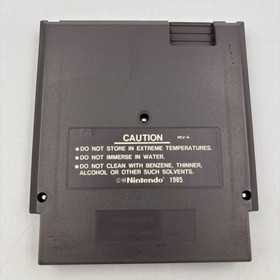 CAUTION
REV-A
●DO NOT STORE IN EXTREME TEMPERATURES.
●DO NOT IMMERSE IN WATER.
●DO NOT CLEAN WITH BENZENE, THINNER,
ALCOHOL OR OTHER SUCH SOLVENTS.
©®Nintendo 1985